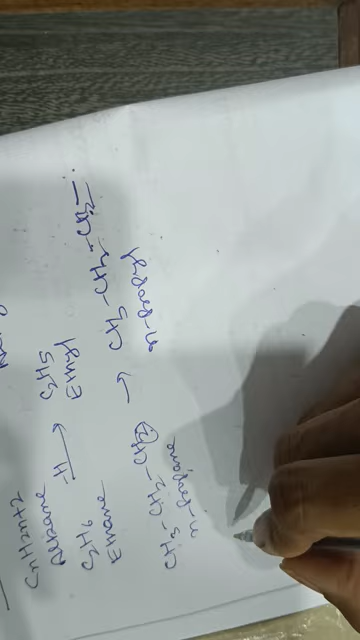 CnH2n+2
Alkane
C2H6 -H → C2H5
Ethane Ethyl
CH3-CH2-CH3 → CH3-CH2-CH2-
n-propane n-propyl